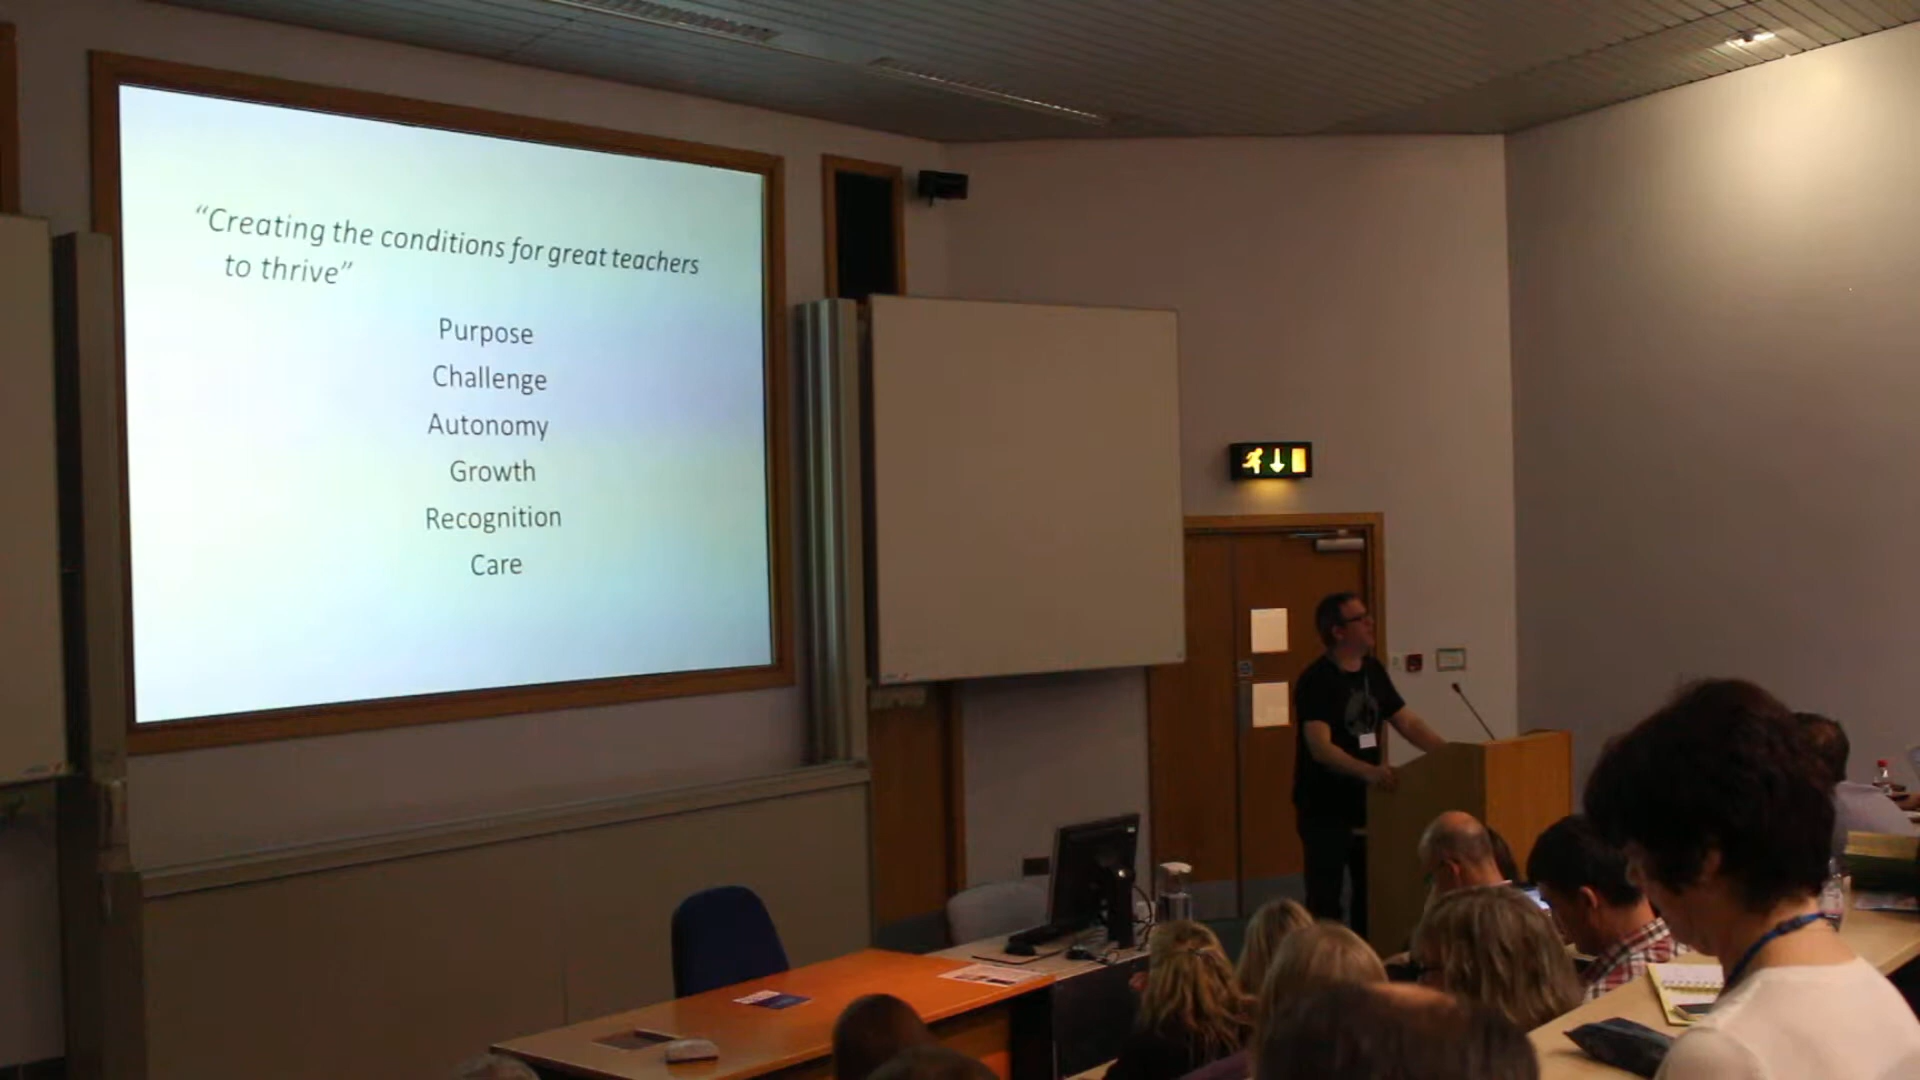 “Creating the conditions for great teachers
to thrive”
Purpose
Challenge
Autonomy
Growth
Recognition
Care